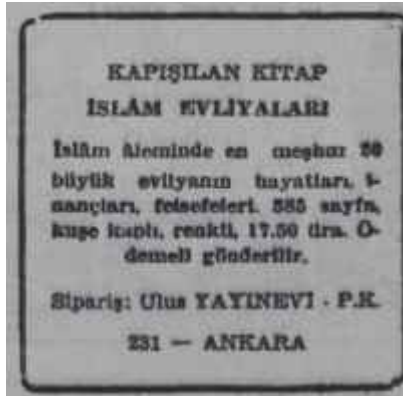 KAPIŞILAN KİTAP
İSLÂM EVLİYALARI
İslâm âleminde en meşhur 50
büyük evliyanın hayatları, i-
nançları, felsefeleri. 585 sayfa,
kuşe kaplı, renkli, 17.50 lira. Ö-
demeli gönderilir.
Sipariş: Ulus YAYINEVİ - P.K.
231 — ANKARA